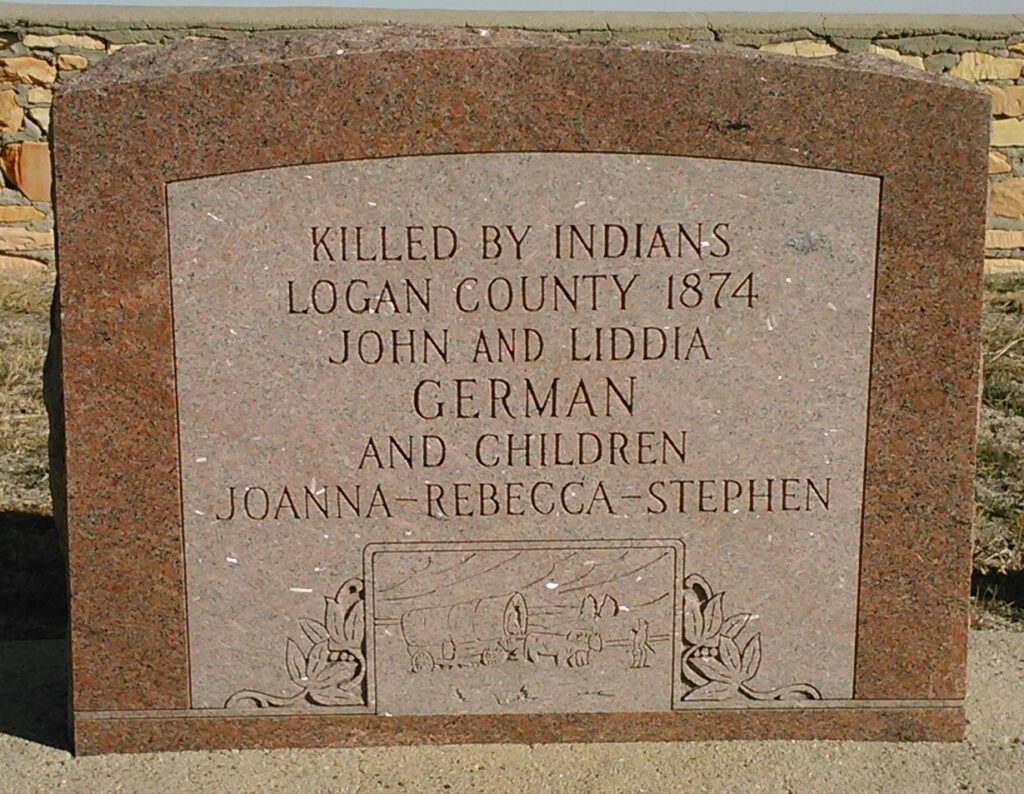 KILLED BY INDIANS
LOGAN COUNTY 1874
JOHN AND LIDDIA
GERMAN
AND CHILDREN
JOANNA-REBECCA-STEPHEN